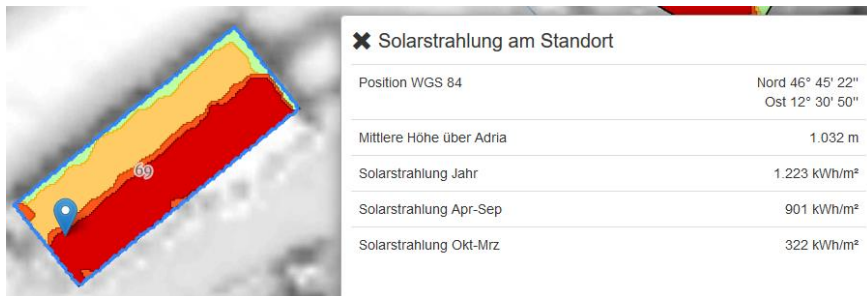 ✖ Solarstrahlung am Standort
Position WGS 84 Nord 46° 45' 22"
Ost 12° 30' 50"
Mittlere Höhe über Adria 1.032 m
Solarstrahlung Jahr 1.223 kWh/m²
Solarstrahlung Apr-Sep 901 kWh/m²
Solarstrahlung Okt-Mrz 322 kWh/m²
69